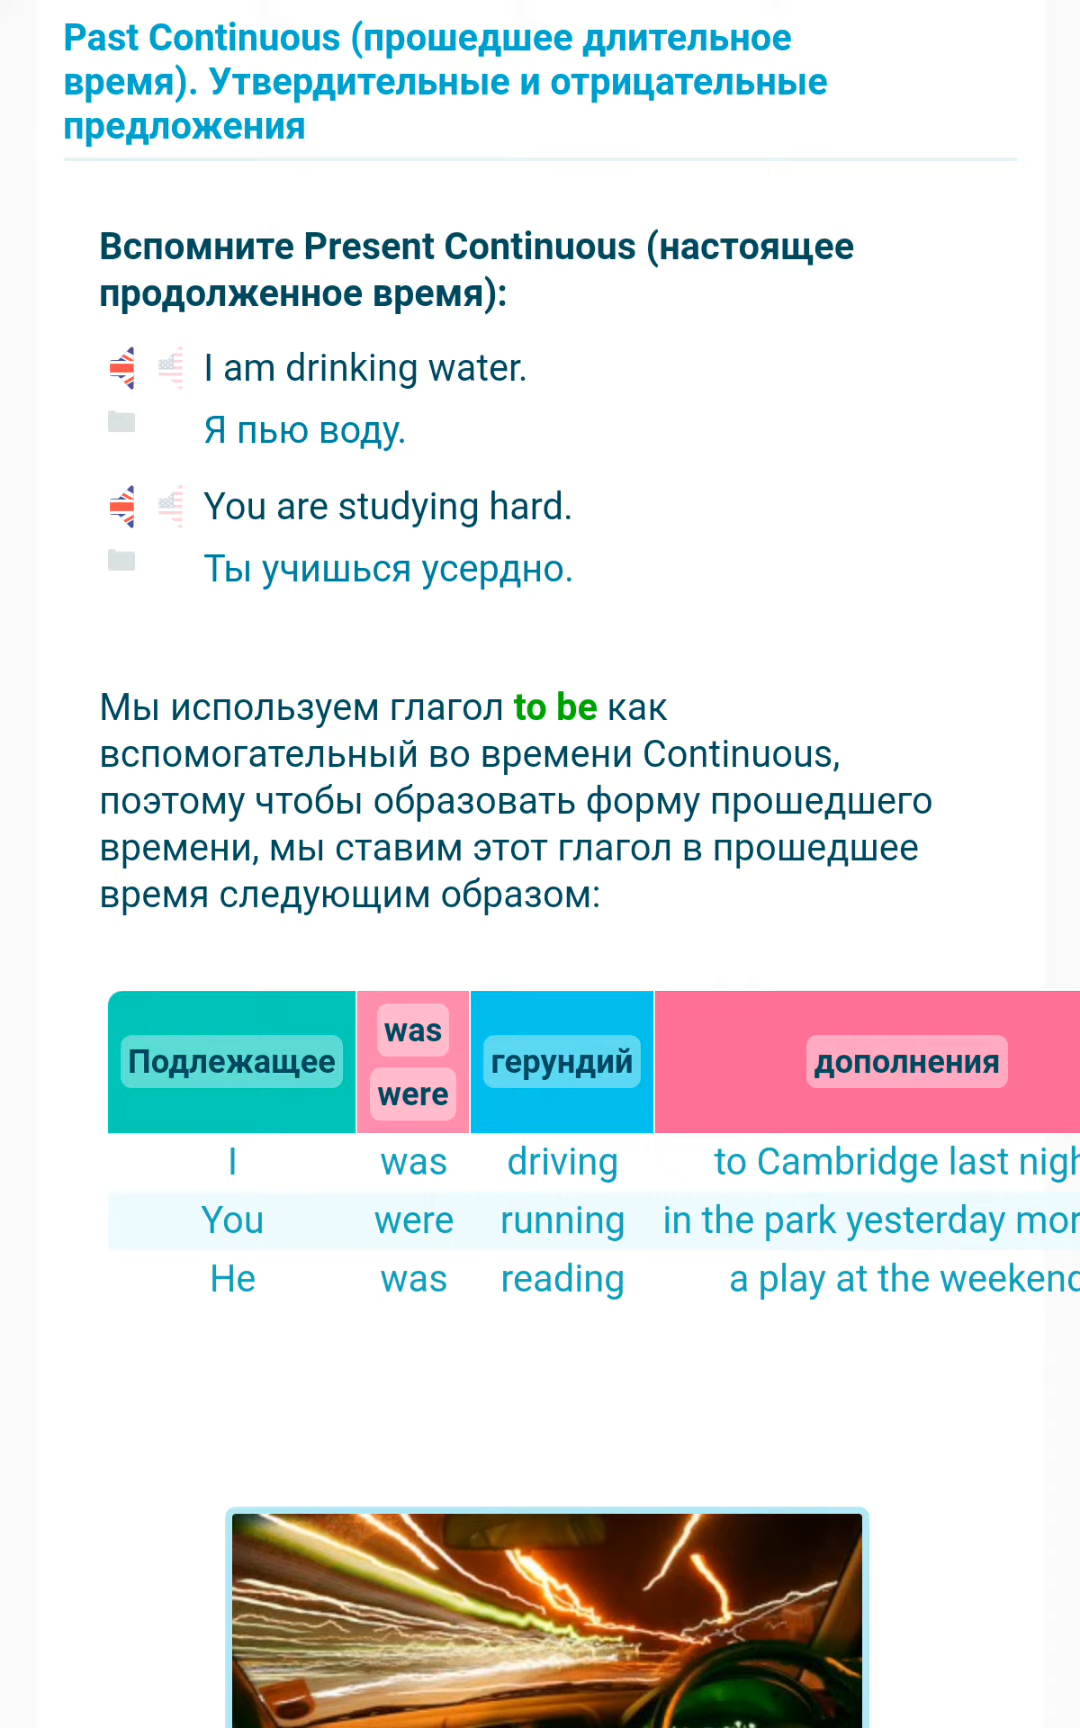 Past Continuous (прошедшее длительное
время). Утвердительные и отрицательные
предложения
Вспомните Present Continuous (настоящее
продолженное время):
I am drinking water.
Я пью воду.
You are studying hard.
Ты учишься усердно.
Мы используем глагол to be как
вспомогательный во времени Continuous,
поэтому чтобы образовать форму прошедшего
времени, мы ставим этот глагол в прошедшее
время следующим образом:
Подлежащее was were герундий дополнения
I was driving to Cambridge last
You were running in the park yesterday
He was reading a play at the